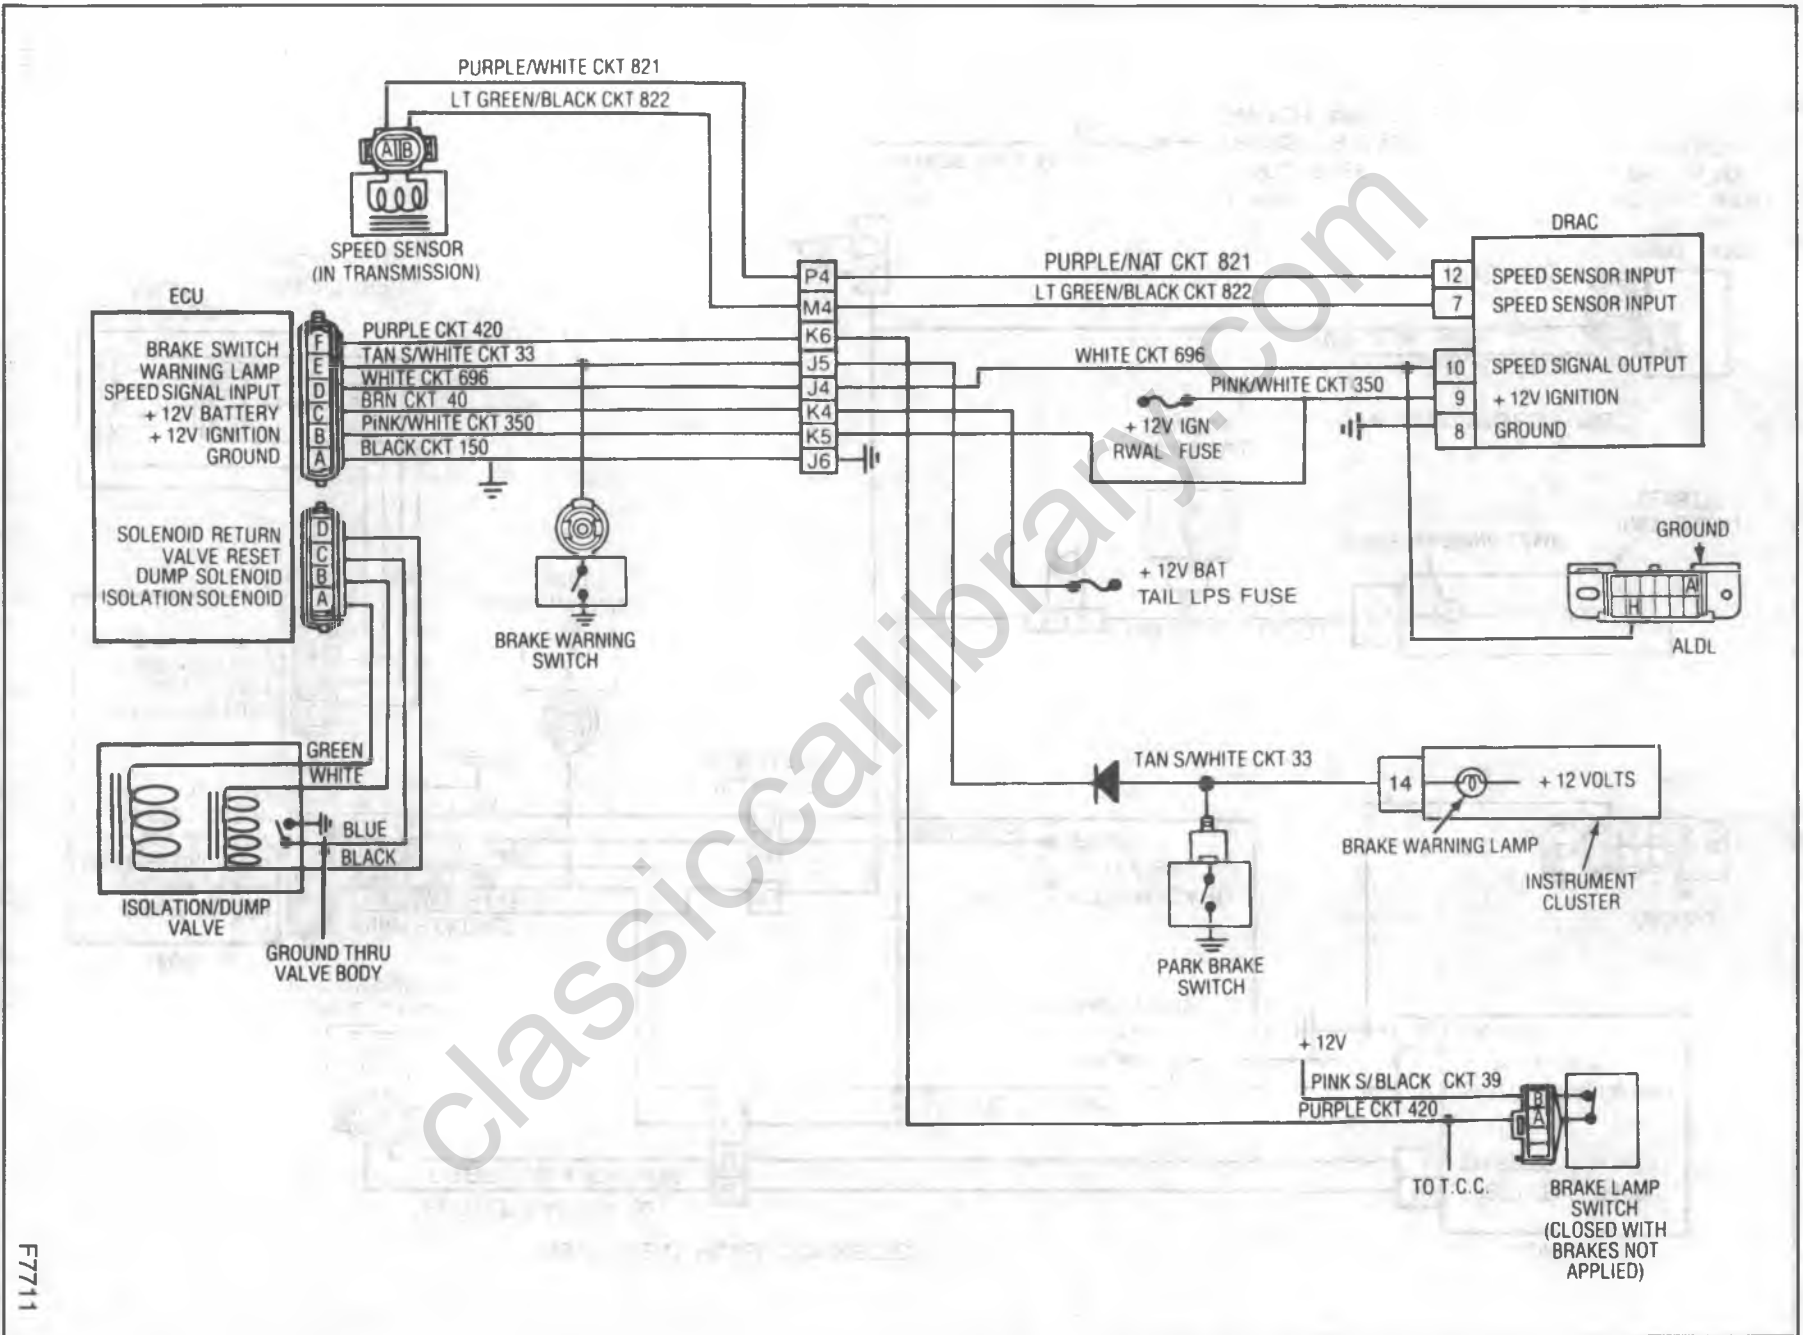 PURPLE/WHITE CKT 821
LT GREEN/BLACK CKT 822
A B
SPEED SENSOR
(IN TRANSMISSION)
ECU
BRAKE SWITCH
WARNING LAMP
SPEED SIGNAL INPUT
+ 12V BATTERY
+ 12V IGNITION
GROUND
F
E
D
C
B
A
PURPLE CKT 420
TAN S/WHITE CKT 33
WHITE CKT 696
BRN CKT 40
PINK/WHITE CKT 350
BLACK CKT 150
SOLENOID RETURN
VALVE RESET
DUMP SOLENOID
ISOLATION SOLENOID
D
C
B
A
BRAKE WARNING
SWITCH
P4
M4
K6
J5
J4
K4
K5
J6
PURPLE/NAT CKT 821
LT GREEN/BLACK CKT 822
WHITE CKT 696
PINK/WHITE CKT 350
+ 12V IGN
RWAL FUSE
DRAC
12 SPEED SENSOR INPUT
7 SPEED SENSOR INPUT
10 SPEED SIGNAL OUTPUT
9 + 12V IGNITION
8 GROUND
+ 12V BAT
TAIL LPS FUSE
GROUND
A
H
ALDL
GREEN
WHITE
BLUE
BLACK
ISOLATION/DUMP
VALVE
GROUND THRU
VALVE BODY
TAN S/WHITE CKT 33
14
+ 12 VOLTS
BRAKE WARNING LAMP
INSTRUMENT
CLUSTER
PARK BRAKE
SWITCH
+ 12V
PINK S/BLACK CKT 39
PURPLE CKT 420
B
A
TO T.C.C.
BRAKE LAMP
SWITCH
(CLOSED WITH
BRAKES NOT
APPLIED)
F7711
classiccarlibrary.com